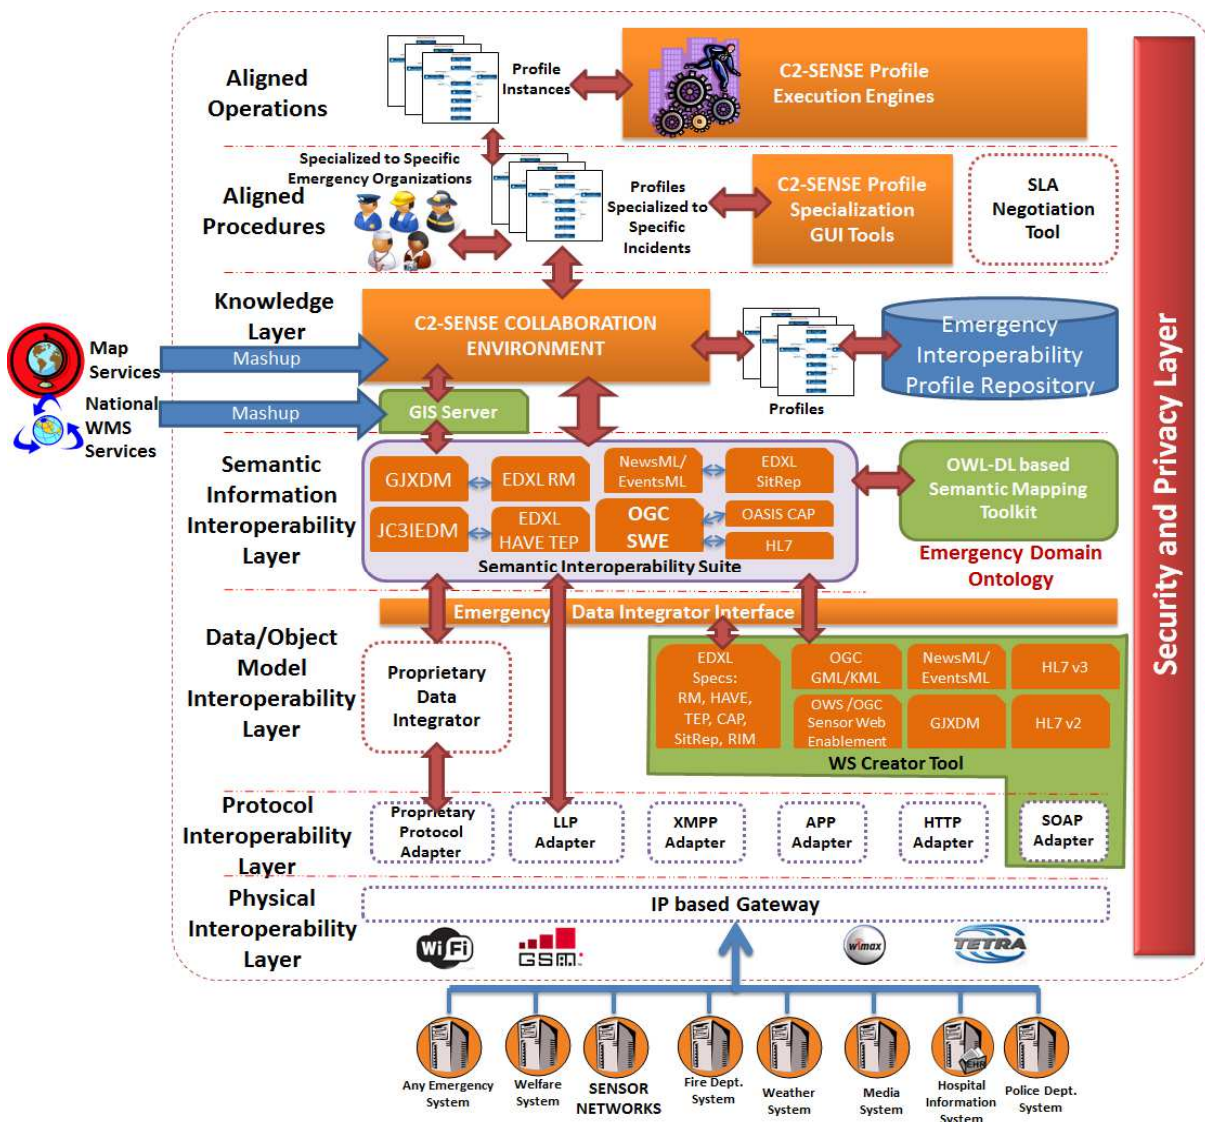 Aligned
Operations
Profile
Instances
C2-SENSE Profile
Execution Engines
Specialized to Specific
Emergency Organizations
Aligned
Procedures
Profiles
Specialized to
Specific
Incidents
C2-SENSE Profile
Specialization
GUI Tools
SLA
Negotiation
Tool
Knowledge
Layer
C2-SENSE COLLABORATION
ENVIRONMENT
Profiles
Emergency
Interoperability
Profile Repository
Map
Services
Mashup
National
WMS
Services
Mashup
GIS Server
Semantic
Information
Interoperability
Layer
GJXDM
EDXL RM
NewsML/
EventsML
EDXL
SitRep
JC3IEDM
EDXL
HAVE TEP
OGC
SWE
OASIS CAP
HL7
Semantic Interoperability Suite
OWL-DL based
Semantic Mapping
Toolkit
Emergency Domain
Ontology
Emergency Data Integrator Interface
Data/Object
Model
Interoperability
Layer
Proprietary
Data
Integrator
EDXL
Specs:
RM, HAVE,
TEP, CAP,
SitRep, RIM
OGC
GML/KML
NewsML/
EventsML
HL7 v3
OWS /OGC
Sensor Web
Enablement
GJXDM
HL7 v2
WS Creator Tool
Protocol
Interoperability
Layer
Proprietary
Protocol
Adapter
LLP
Adapter
XMPP
Adapter
APP
Adapter
HTTP
Adapter
SOAP
Adapter
Physical
Interoperability
Layer
IP based Gateway
Wi Fi
GSM
wimax
TETRA
Security and Privacy Layer
Any Emergency
System
Welfare
System
SENSOR
NETWORKS
Fire Dept.
System
Weather
System
Media
System
EHR
Hospital
Information
System
Police Dept.
System